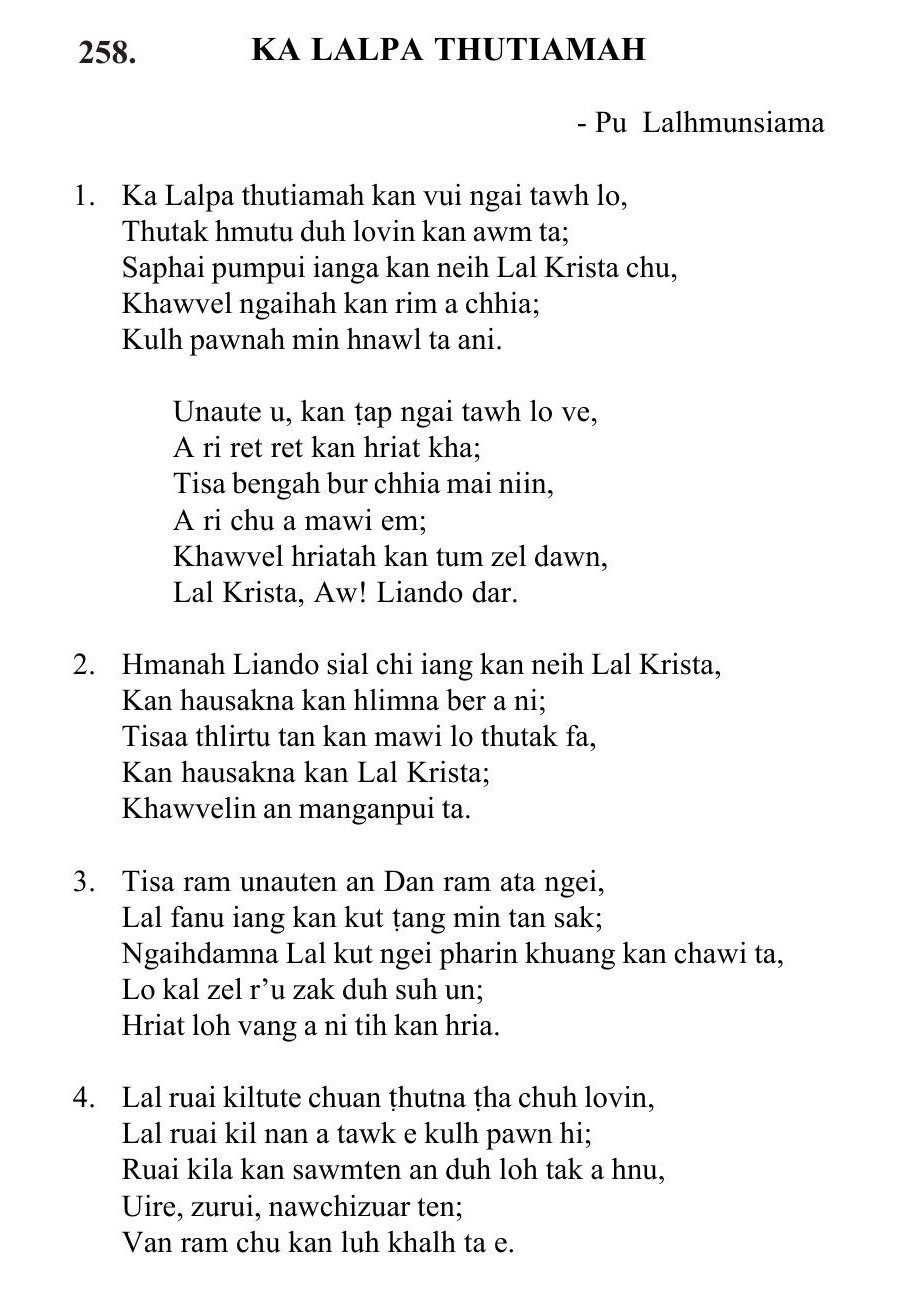 258. KA LALPA THUTIAMAH
- Pu Lalhmunsiama
1. Ka Lalpa thutiamah kan vui ngai tawh lo,
Thutak hmutu duh lovin kan awm ta;
Saphai pumpui ianga kan neih Lal Krista chu,
Khawvel ngaihah kan rim a chhia;
Kulh pawnah min hnawl ta ani.
Unaute u, kan ṭap ngai tawh lo ve,
A ri ret ret kan hriat kha;
Tisa bengah bur chhia mai niin,
A ri chu a mawi em;
Khawvel hriatah kan tum zel dawn,
Lal Krista, Aw! Liando dar.
2. Hmanah Liando sial chi iang kan neih Lal Krista,
Kan hausakna kan hlimna ber a ni;
Tisaa thlirtu tan kan mawi lo thutak fa,
Kan hausakna kan Lal Krista;
Khawvelin an manganpui ta.
3. Tisa ram unauten an Dan ram ata ngei,
Lal fanu iang kan kut ṭang min tan sak;
Ngaihdamna Lal kut ngei pharin khuang kan chawi ta,
Lo kal zel r’u zak duh suh un;
Hriat loh vang a ni tih kan hria.
4. Lal ruai kiltute chuan ṭhutna ṭha chuh lovin,
Lal ruai kil nan a tawk e kulh pawn hi;
Ruai kila kan sawmten an duh loh tak a hnu,
Uire, zurui, nawchizuar ten;
Van ram chu kan luh khalh ta e.